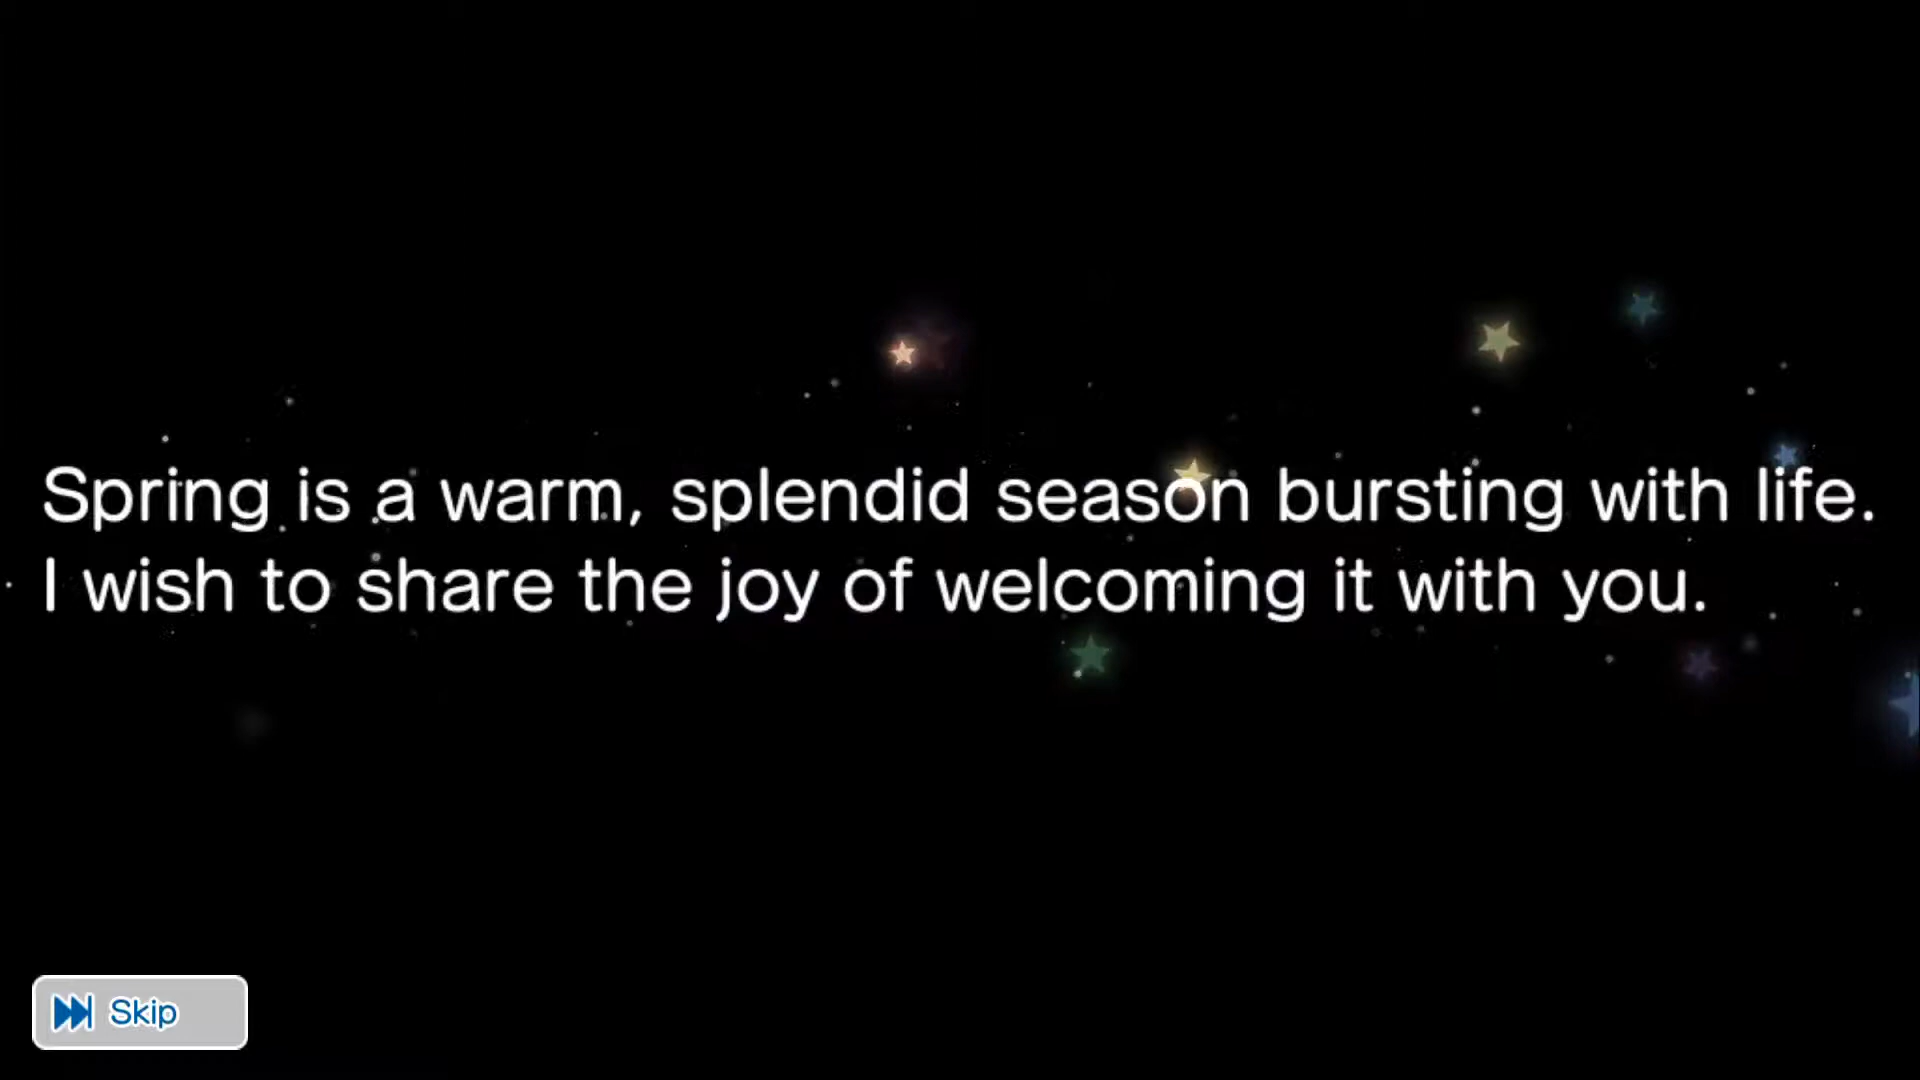 Spring is a warm, splendid season bursting with life.
I wish to share the joy of welcoming it with you.
Skip